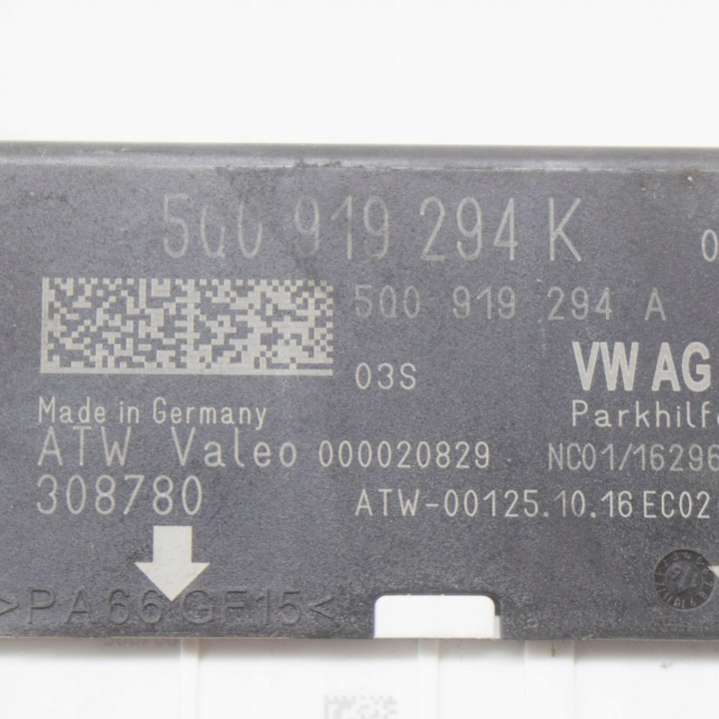 5Q0 919 294 K 0
5Q0 919 294 A
03S
VW AG
Made in Germany
Parkhilfe
ATW Valeo 000020829 NC01/16296
308780 ATW-00125.10.16 EC02
>PA66 GF15<